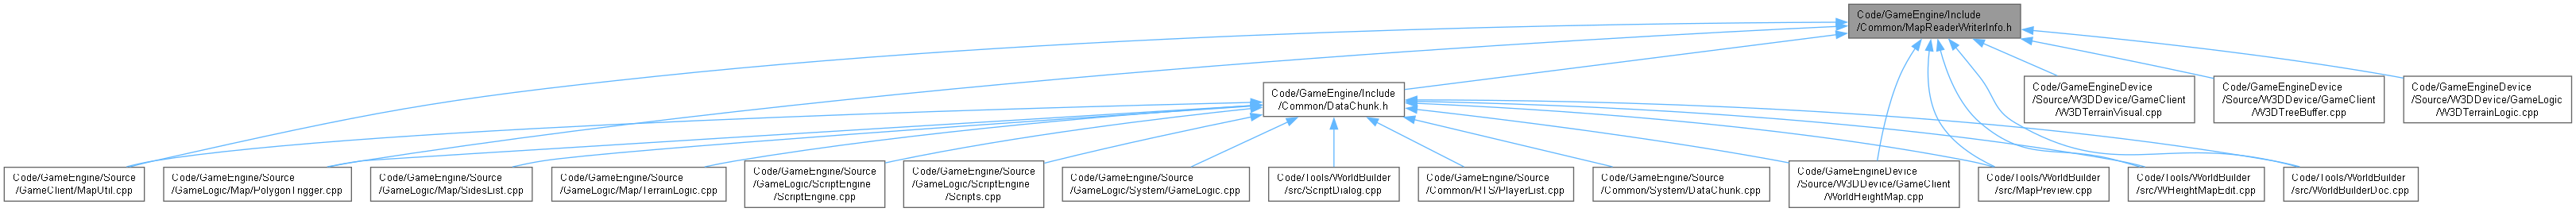 Code/GameEngine/Include
/Common/MapReaderWriterInfo.h
Code/GameEngine/Include
/Common/DataChunk.h
Code/GameEngineDevice
/Source/W3DDevice/GameClient
/W3DTerrainVisual.cpp
Code/GameEngineDevice
/Source/W3DDevice/GameClient
/W3DTreeBuffer.cpp
Code/GameEngineDevice
/Source/W3DDevice/GameLogic
/W3DTerrainLogic.cpp
Code/GameEngine/Source
/GameClient/MapUtil.cpp
Code/GameEngine/Source
/GameLogic/Map/PolygonTrigger.cpp
Code/GameEngine/Source
/GameLogic/Map/SidesList.cpp
Code/GameEngine/Source
/GameLogic/Map/TerrainLogic.cpp
Code/GameEngine/Source
/GameLogic/ScriptEngine
/ScriptEngine.cpp
Code/GameEngine/Source
/GameLogic/ScriptEngine
/Scripts.cpp
Code/GameEngine/Source
/GameLogic/System/GameLogic.cpp
Code/Tools/WorldBuilder
/src/ScriptDialog.cpp
Code/GameEngine/Source
/Common/RTS/PlayerList.cpp
Code/GameEngine/Source
/Common/System/DataChunk.cpp
Code/GameEngineDevice
/Source/W3DDevice/GameClient
/WorldHeightMap.cpp
Code/Tools/WorldBuilder
/src/MapPreview.cpp
Code/Tools/WorldBuilder
/src/WHeightMapEdit.cpp
Code/Tools/WorldBuilder
/src/WorldBuilderDoc.cpp